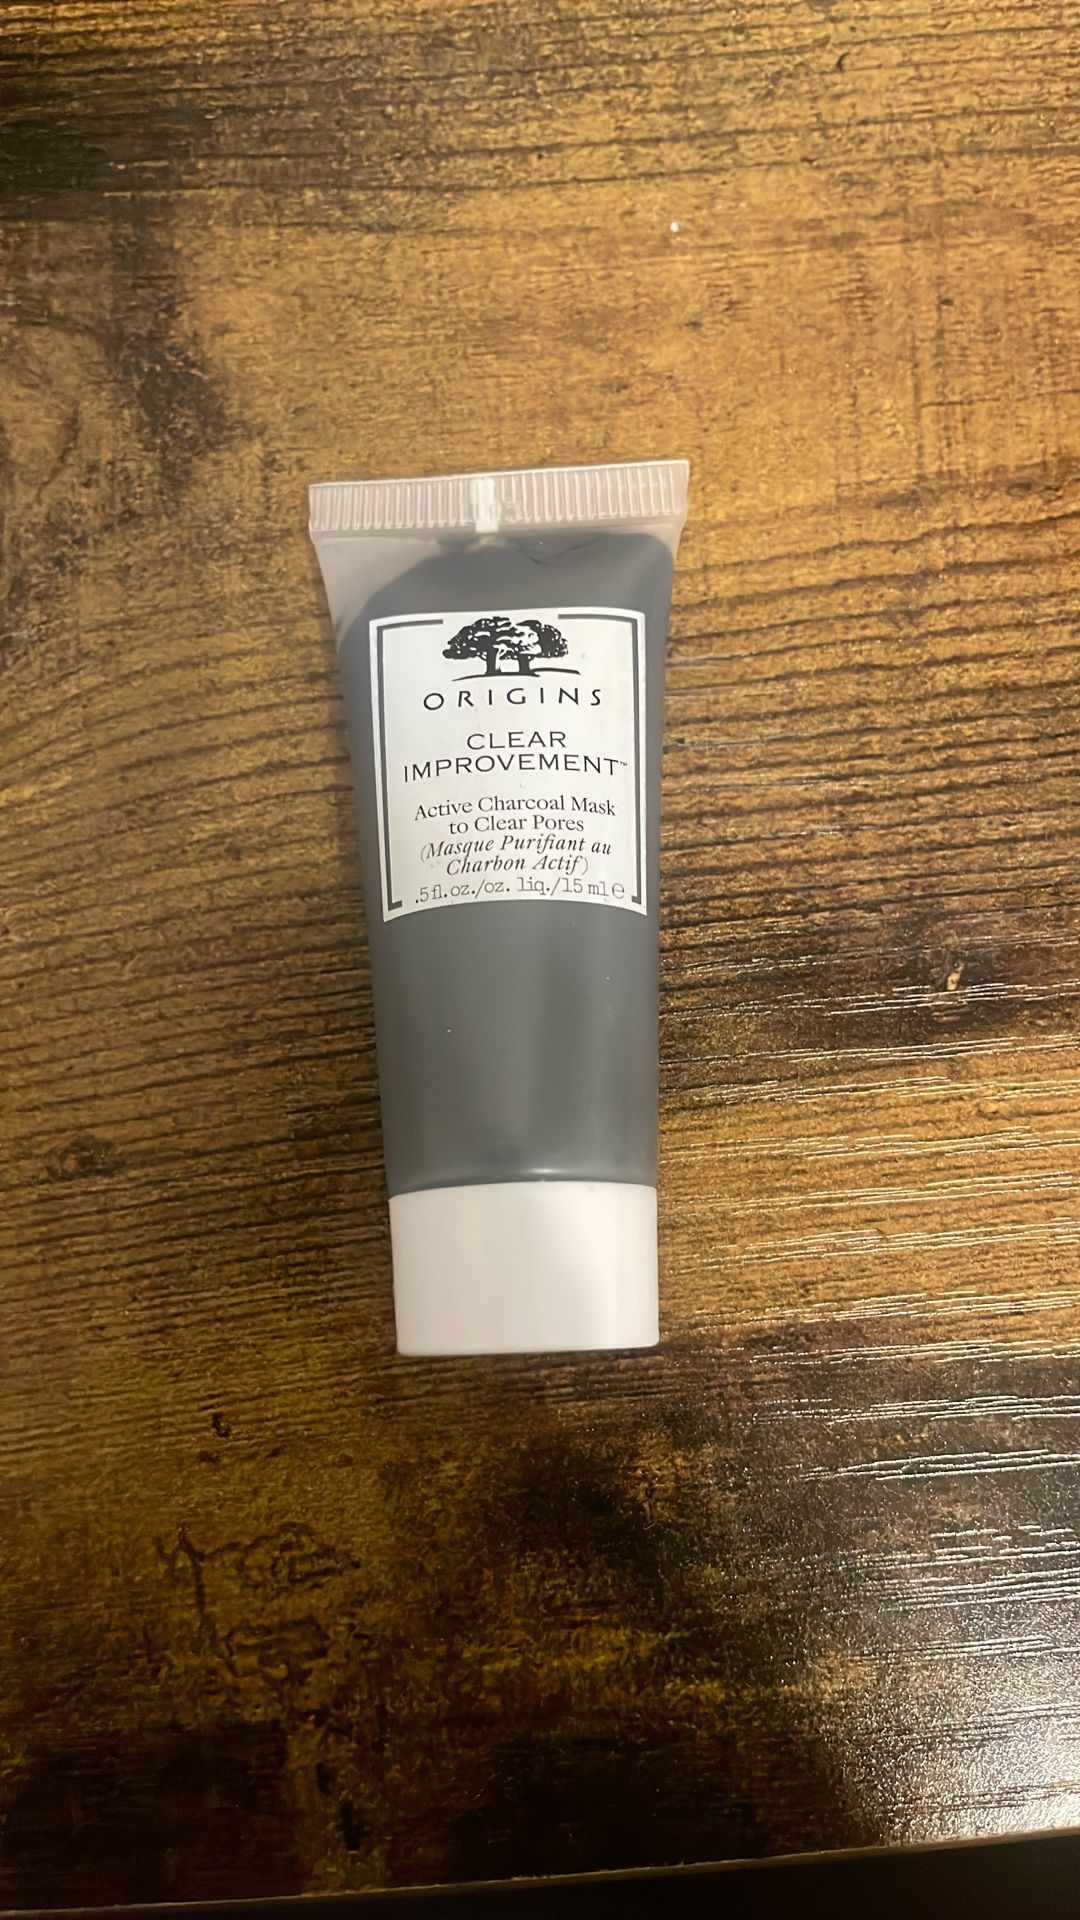 ORIGINS
CLEAR
IMPROVEMENT™
Active Charcoal Mask
to Clear Pores
(Masque Purifiant au
Charbon Actif)
.5 fl. oz./oz. liq./15 ml e